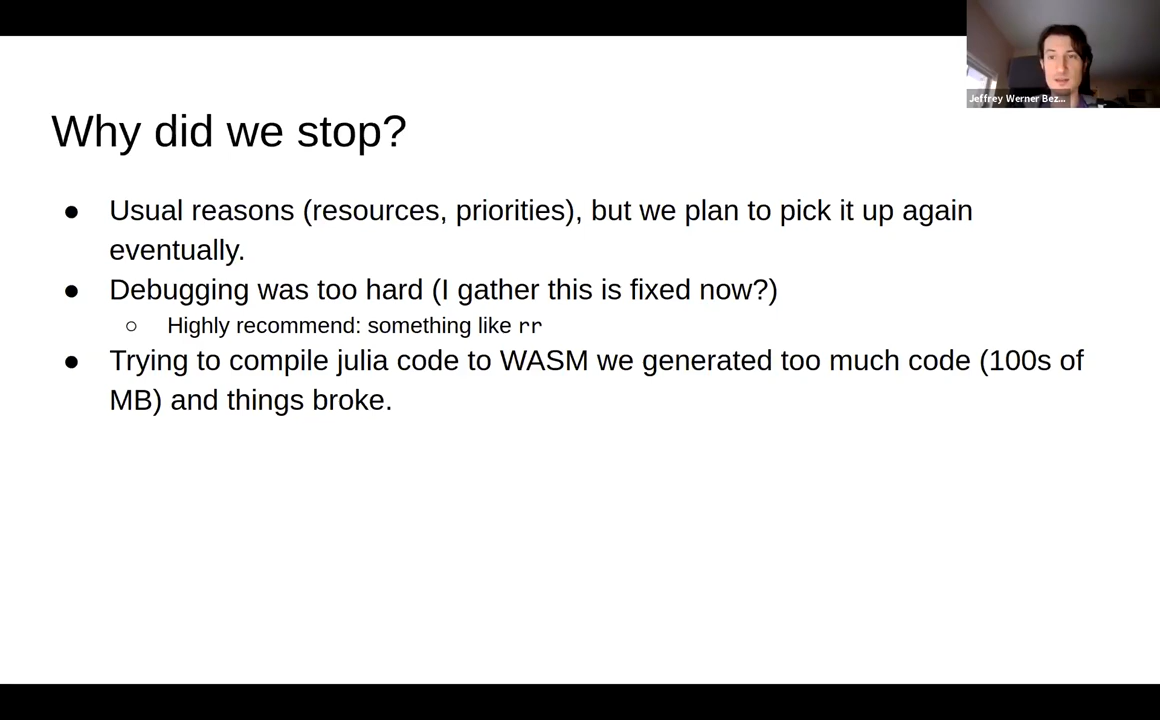 Jeffrey Werner Bez...
Why did we stop?
● Usual reasons (resources, priorities), but we plan to pick it up again
eventually.
● Debugging was too hard (I gather this is fixed now?)
○ Highly recommend: something like rr
● Trying to compile julia code to WASM we generated too much code (100s of
MB) and things broke.